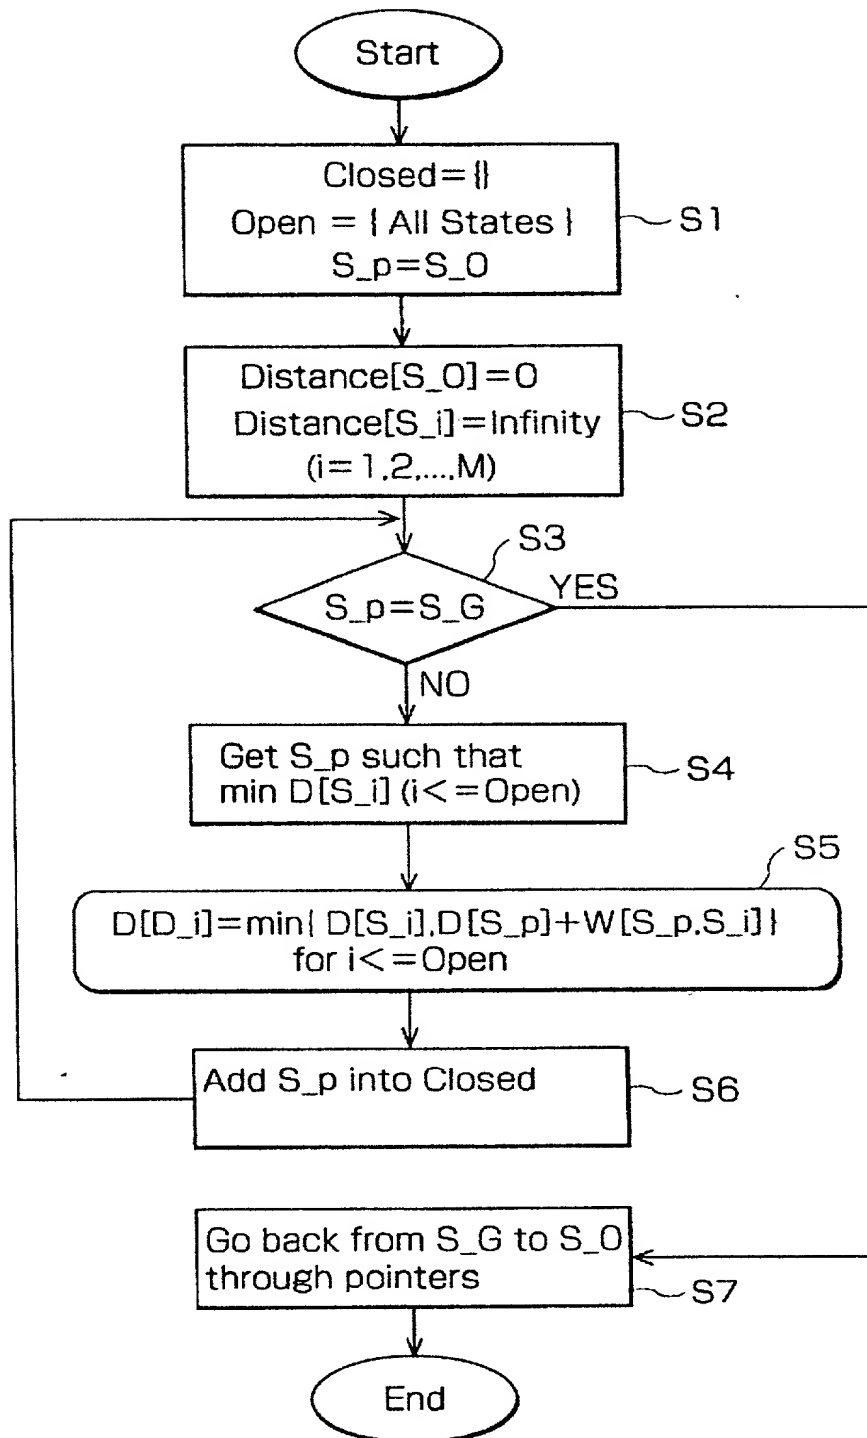 Start
Closed={}
Open = { All States }
S_p=S_0
S1
Distance[S_0]=0
Distance[S_i]=Infinity
(i=1,2,...,M)
S2
S3
S_p=S_G
YES
NO
Get S_p such that
min D[S_i] (i<=Open)
S4
S5
D[D_i]=min{ D[S_i],D[S_p]+W[S_p,S_i]}
for i<=Open
Add S_p into Closed
S6
Go back from S_G to S_0
through pointers
S7
End